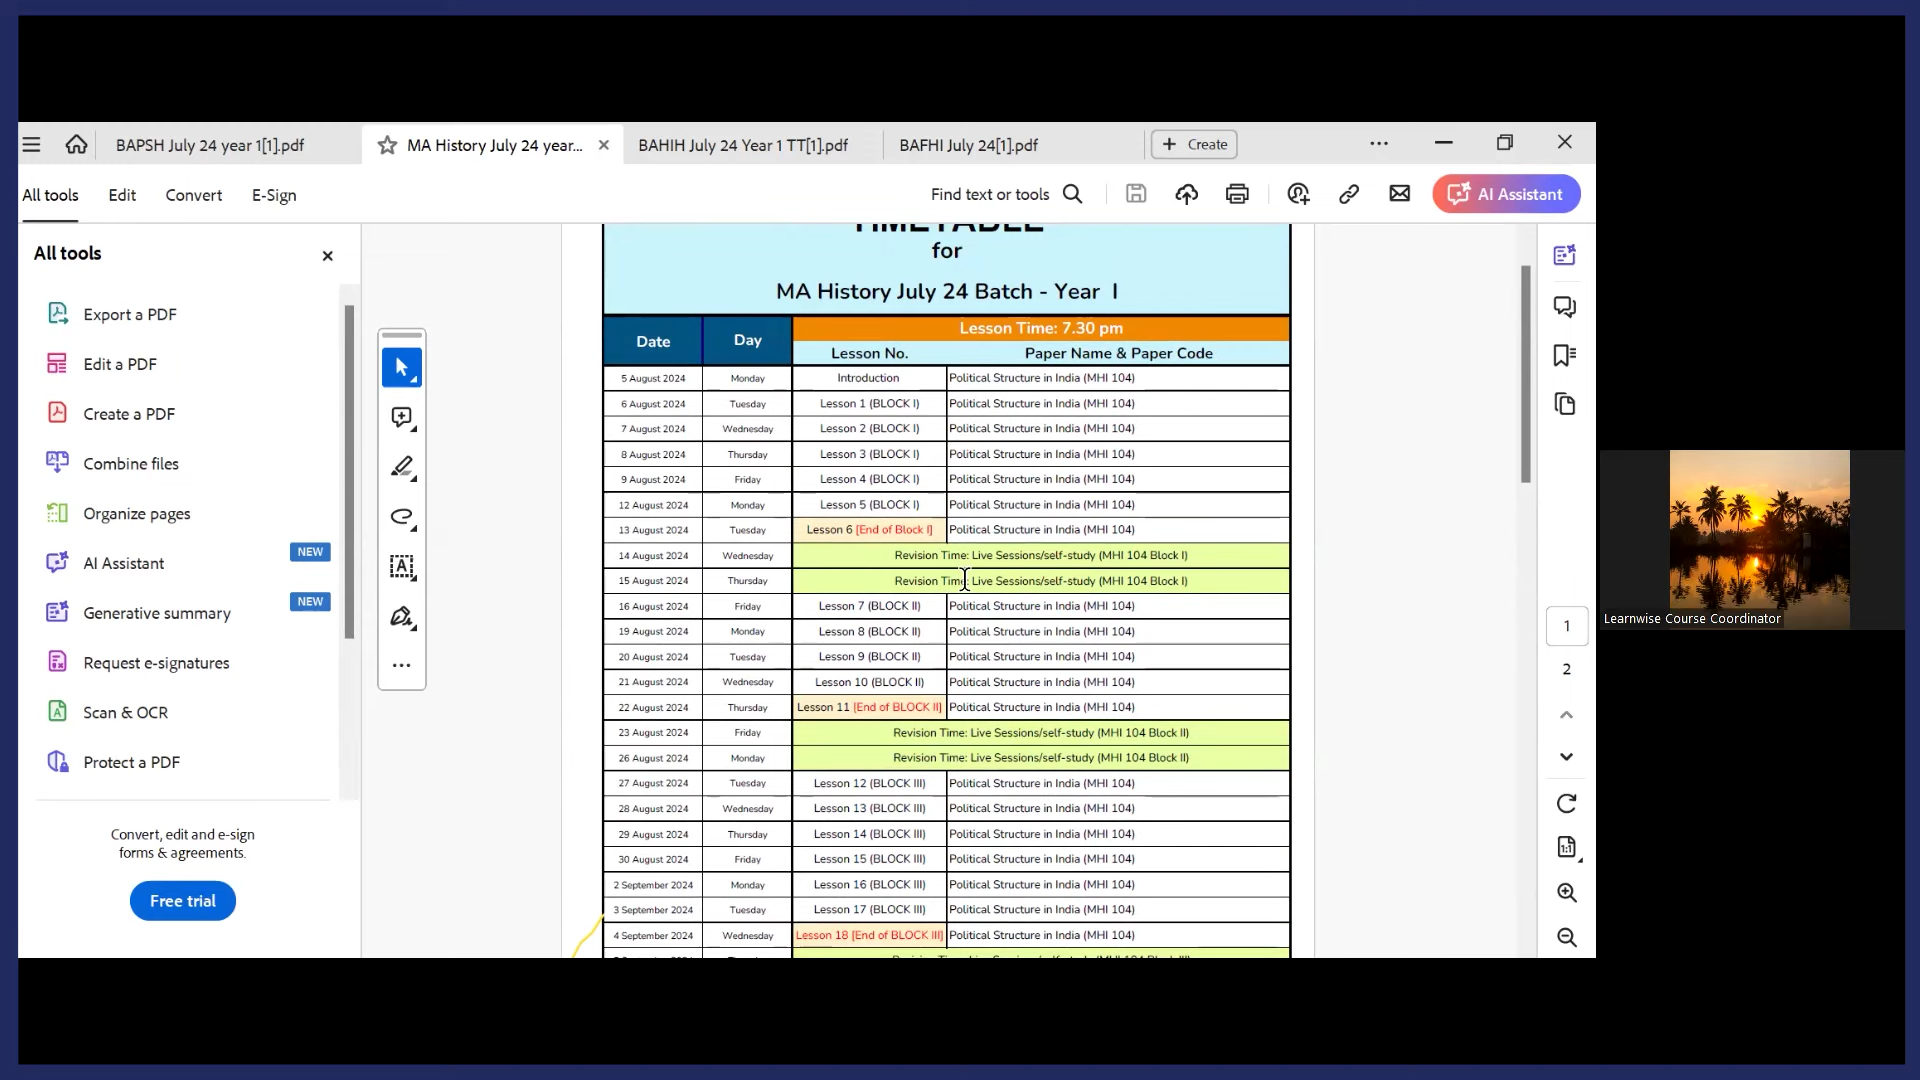 BAPSH July 24 year 1[1].pdf
MA History July 24 year...
BAHIH July 24 Year 1 TT[1].pdf
BAFHI July 24[1].pdf
Create
All tools
Edit
Convert
E-Sign
Find text or tools
AI Assistant
All tools
Export a PDF
Edit a PDF
Create a PDF
Combine files
Organize pages
AI Assistant NEW
Generative summary NEW
Request e-signatures
Scan & OCR
Protect a PDF
Convert, edit and e-sign
forms & agreements.
Free trial
TIMETABLE
for
MA History July 24 Batch - Year I
Date Day Lesson Time: 7.30 pm
Lesson No. Paper Name & Paper Code
5 August 2024 Monday Introduction Political Structure in India (MHI 104)
6 August 2024 Tuesday Lesson 1 (BLOCK I) Political Structure in India (MHI 104)
7 August 2024 Wednesday Lesson 2 (BLOCK I) Political Structure in India (MHI 104)
8 August 2024 Thursday Lesson 3 (BLOCK I) Political Structure in India (MHI 104)
9 August 2024 Friday Lesson 4 (BLOCK I) Political Structure in India (MHI 104)
12 August 2024 Monday Lesson 5 (BLOCK I) Political Structure in India (MHI 104)
13 August 2024 Tuesday Lesson 6 [End of Block I] Political Structure in India (MHI 104)
14 August 2024 Wednesday Revision Time: Live Sessions/self-study (MHI 104 Block I)
15 August 2024 Thursday Revision Time: Live Sessions/self-study (MHI 104 Block I)
16 August 2024 Friday Lesson 7 (BLOCK II) Political Structure in India (MHI 104)
19 August 2024 Monday Lesson 8 (BLOCK II) Political Structure in India (MHI 104)
20 August 2024 Tuesday Lesson 9 (BLOCK II) Political Structure in India (MHI 104)
21 August 2024 Wednesday Lesson 10 (BLOCK II) Political Structure in India (MHI 104)
22 August 2024 Thursday Lesson 11 [End of BLOCK II] Political Structure in India (MHI 104)
23 August 2024 Friday Revision Time: Live Sessions/self-study (MHI 104 Block II)
26 August 2024 Monday Revision Time: Live Sessions/self-study (MHI 104 Block II)
27 August 2024 Tuesday Lesson 12 (BLOCK III) Political Structure in India (MHI 104)
28 August 2024 Wednesday Lesson 13 (BLOCK III) Political Structure in India (MHI 104)
29 August 2024 Thursday Lesson 14 (BLOCK III) Political Structure in India (MHI 104)
30 August 2024 Friday Lesson 15 (BLOCK III) Political Structure in India (MHI 104)
2 September 2024 Monday Lesson 16 (BLOCK III) Political Structure in India (MHI 104)
3 September 2024 Tuesday Lesson 17 (BLOCK III) Political Structure in India (MHI 104)
4 September 2024 Wednesday Lesson 18 [End of BLOCK III] Political Structure in India (MHI 104)
1
2
1:1
Learnwise Course Coordinator